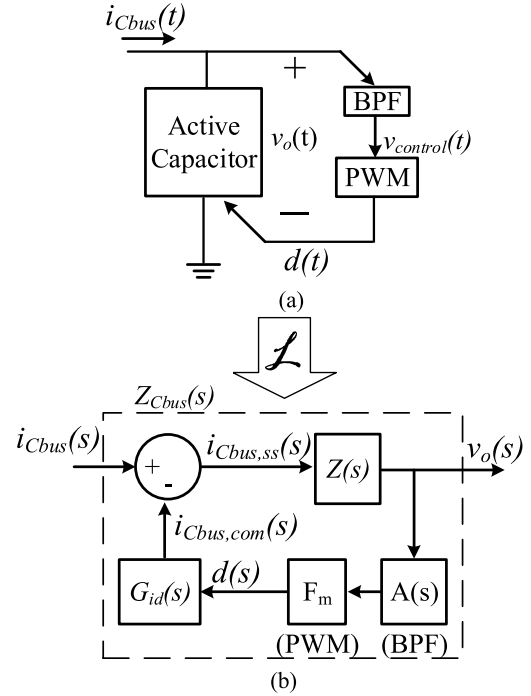 i_Cbus(t)
+
BPF
Active
Capacitor
v_o(t)
v_control(t)
PWM
−
d(t)
(a)
ℒ
Z_Cbus(s)
i_Cbus(s)
+
-
i_Cbus,ss(s)
Z(s)
v_o(s)
i_Cbus,com(s)
G_id(s)
d(s)
F_m
A(s)
(PWM)
(BPF)
(b)